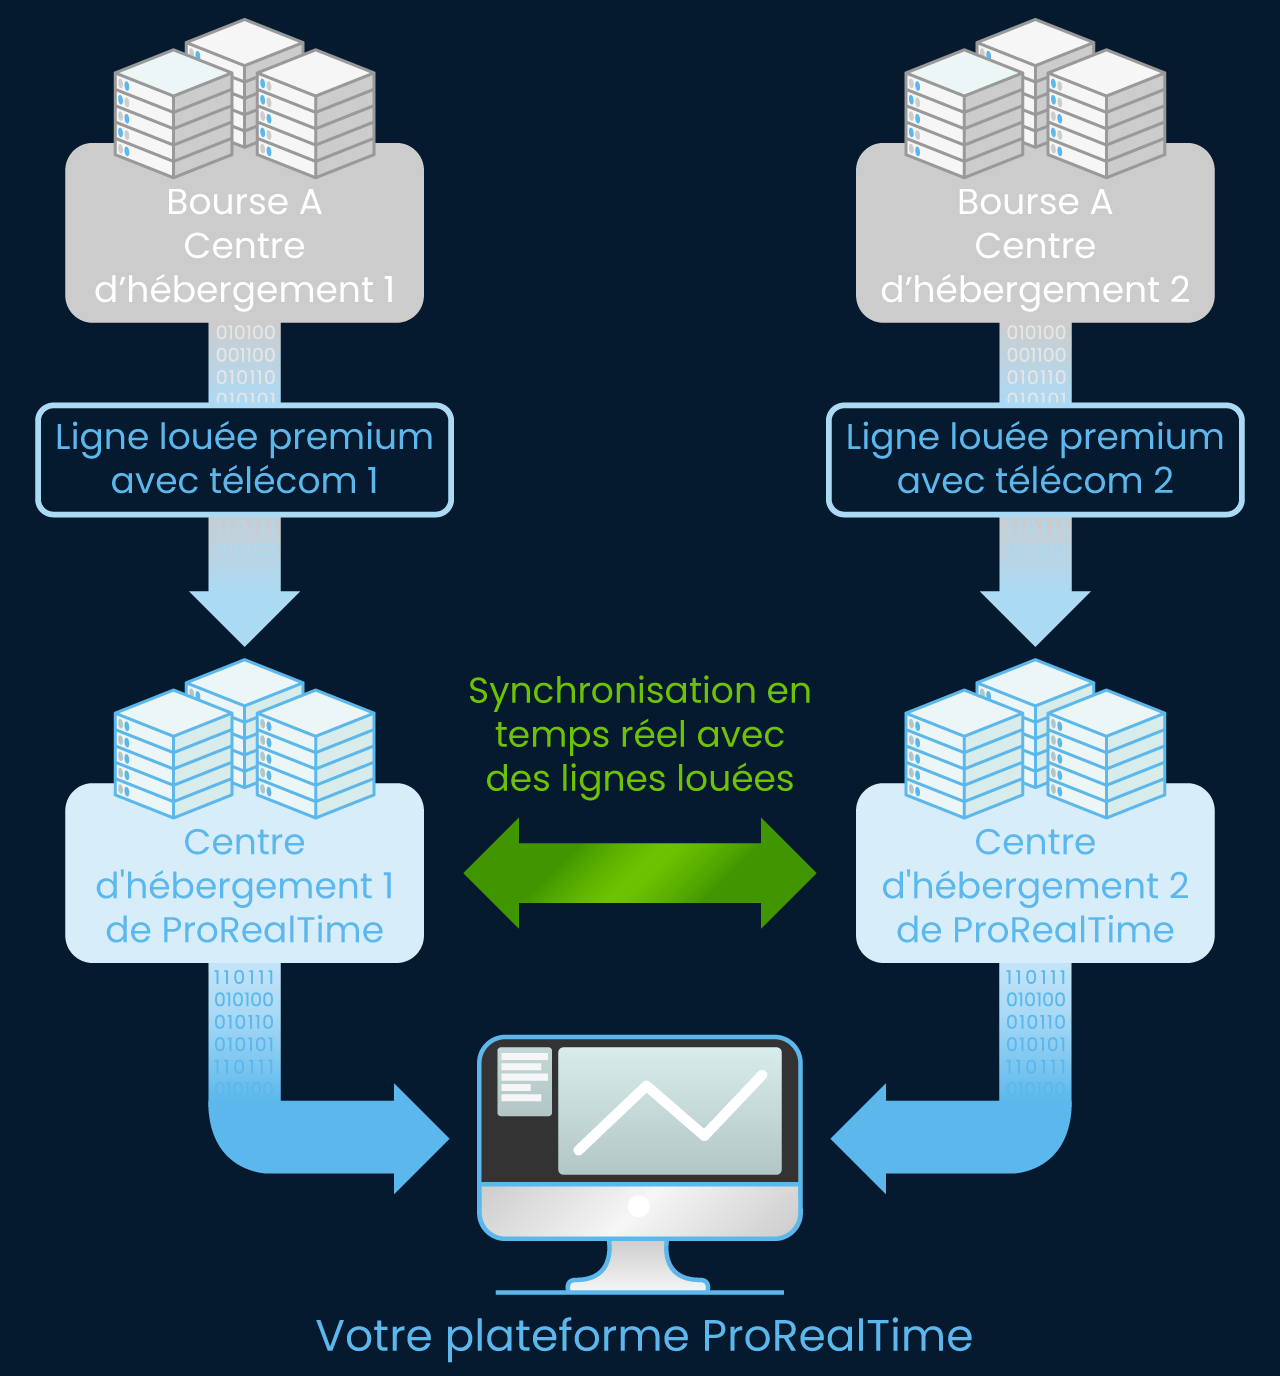 Bourse A
Centre
d’hébergement 1
Bourse A
Centre
d’hébergement 2
010100
001100
010110
010101
010100
001100
010110
010101
Ligne louée premium
avec télécom 1
Ligne louée premium
avec télécom 2
Synchronisation en
temps réel avec
des lignes louées
Centre
d'hébergement 1
de ProRealTime
Centre
d'hébergement 2
de ProRealTime
110111
010100
010110
010101
110111
010100
110111
010100
010110
010101
110111
010100
Votre plateforme ProRealTime